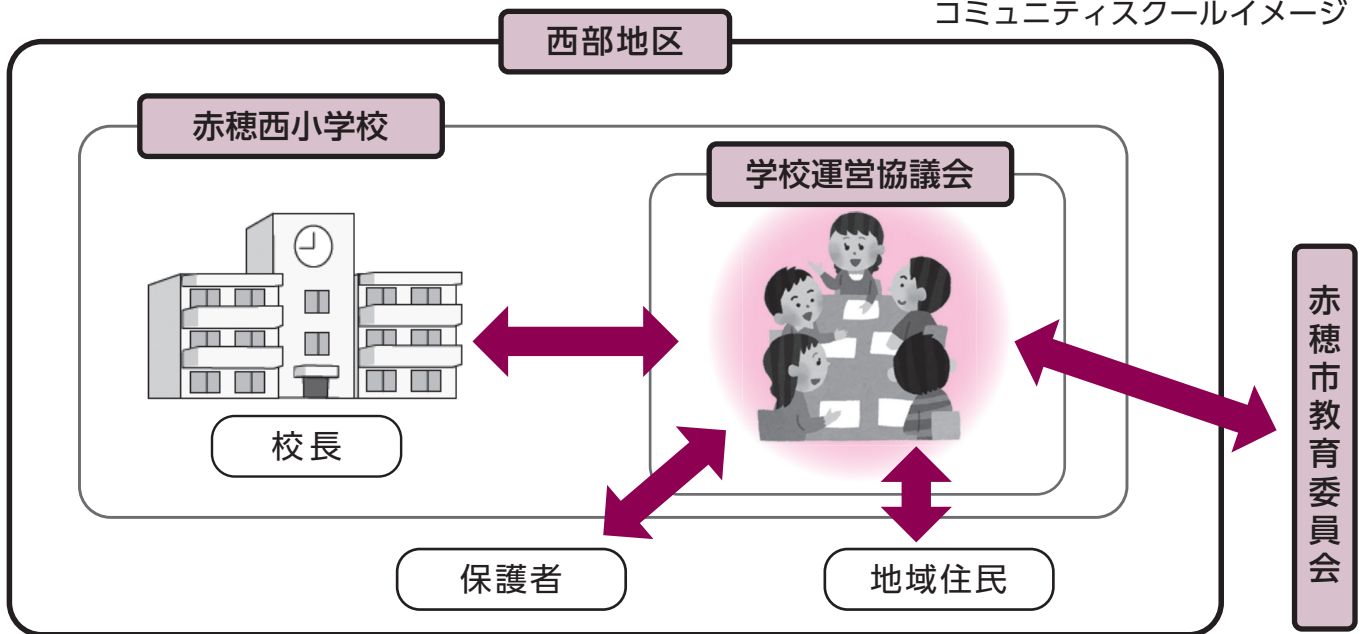 コミュニティスクールイメージ
西部地区
赤穂西小学校
学校運営協議会
校長
保護者
地域住民
赤穂市教育委員会